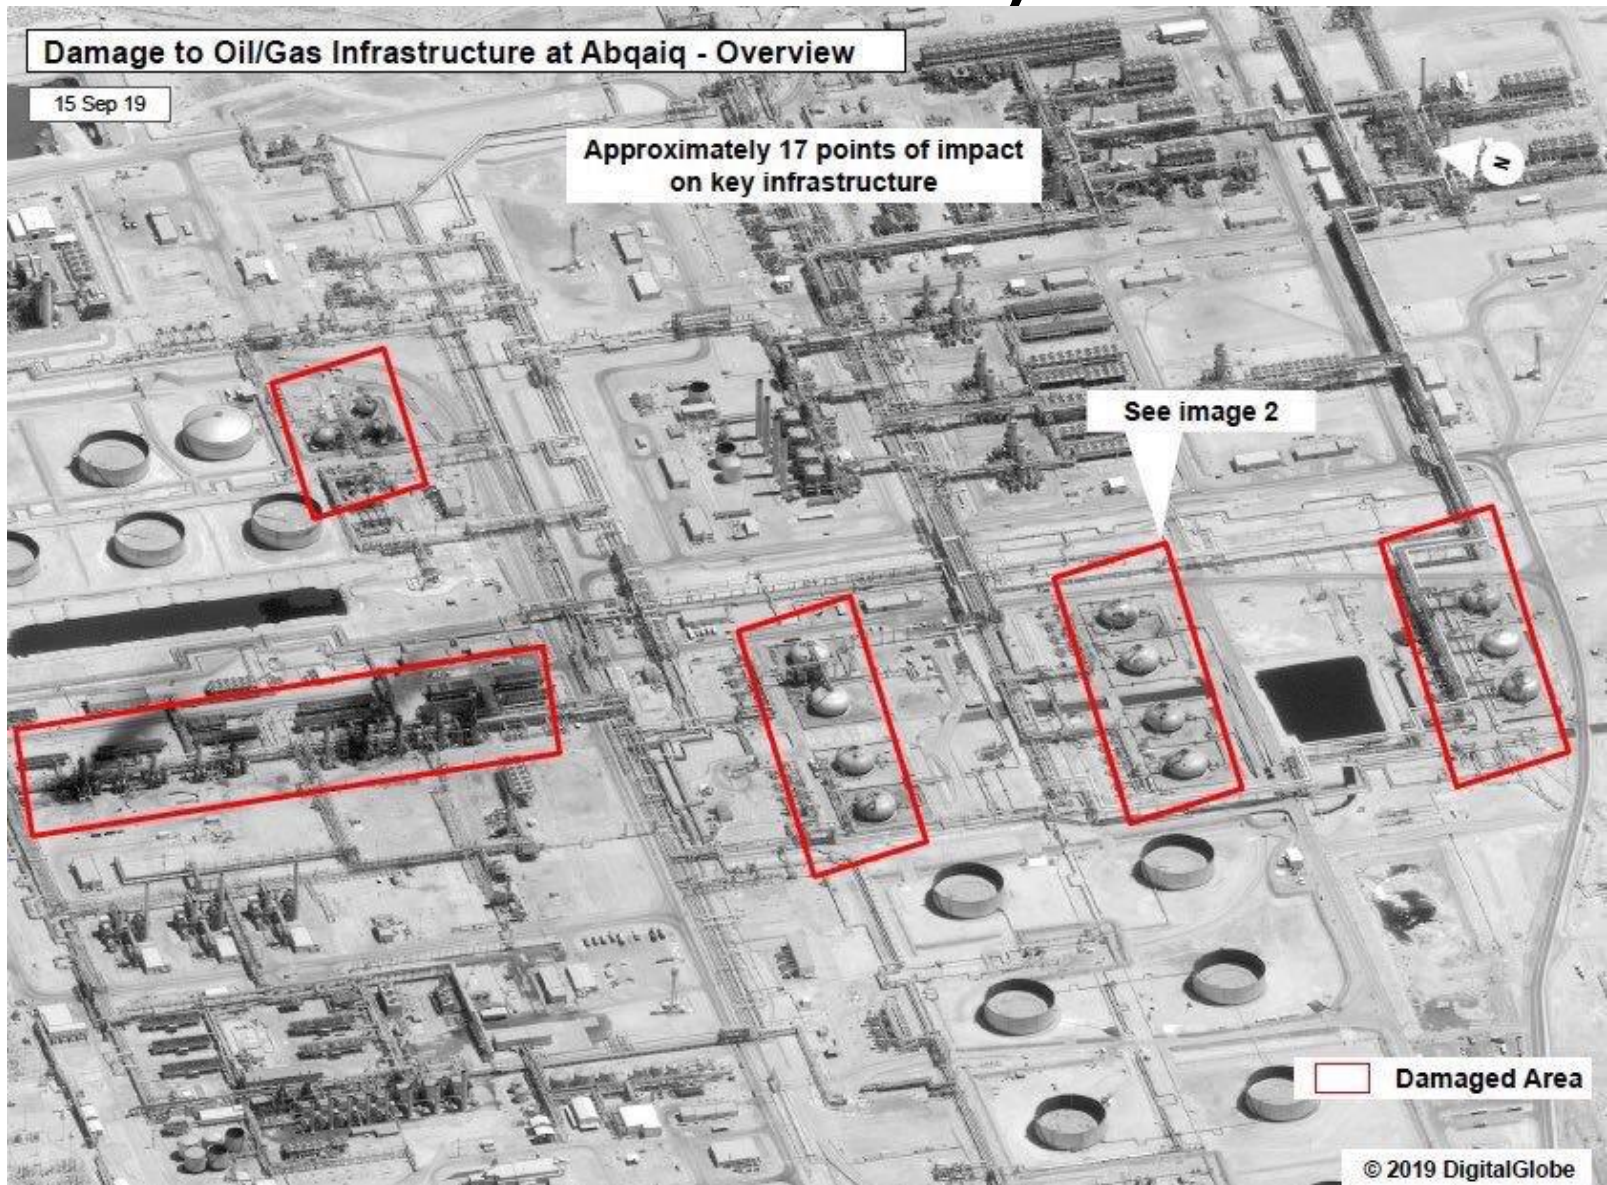 Damage to Oil/Gas Infrastructure at Abqaiq - Overview
15 Sep 19
Approximately 17 points of impact
on key infrastructure
N
See image 2
Damaged Area
© 2019 DigitalGlobe